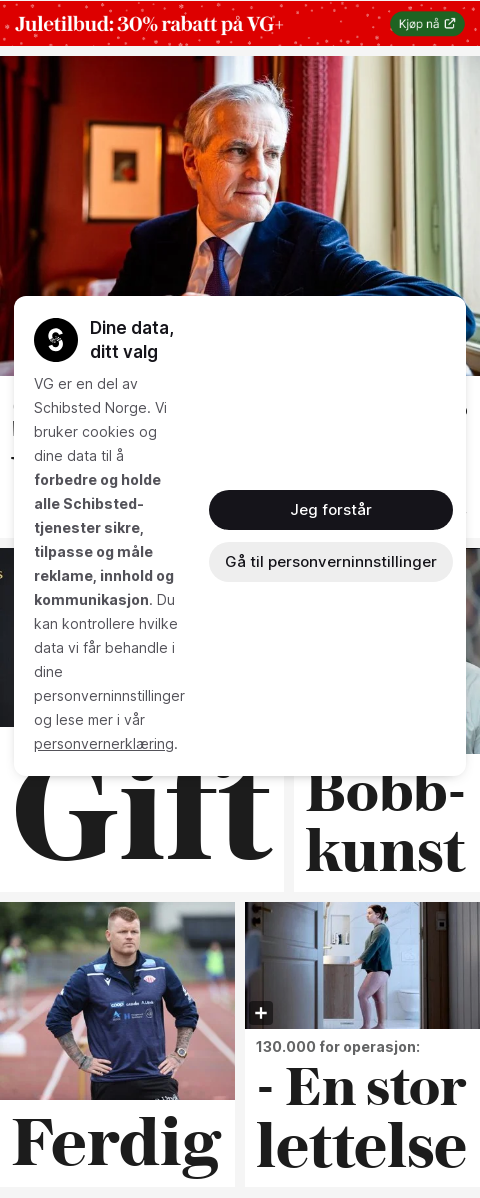 Juletilbud: 30% rabatt på VG+
Kjøp nå
Dine data,
ditt valg
VG er en del av
Schibsted Norge. Vi
bruker cookies og
dine data til å
forbedre og holde
alle Schibsted-
tjenester sikre,
tilpasse og måle
reklame, innhold og
kommunikasjon. Du
kan kontrollere hvilke
data vi får behandle i
dine
personverninnstillinger
og lese mer i vår
personvernerklæring.
Jeg forstår
Gå til personverninnstillinger
Gift
Bobb-
kunst
Ferdig
130.000 for operasjon:
- En stor
lettelse